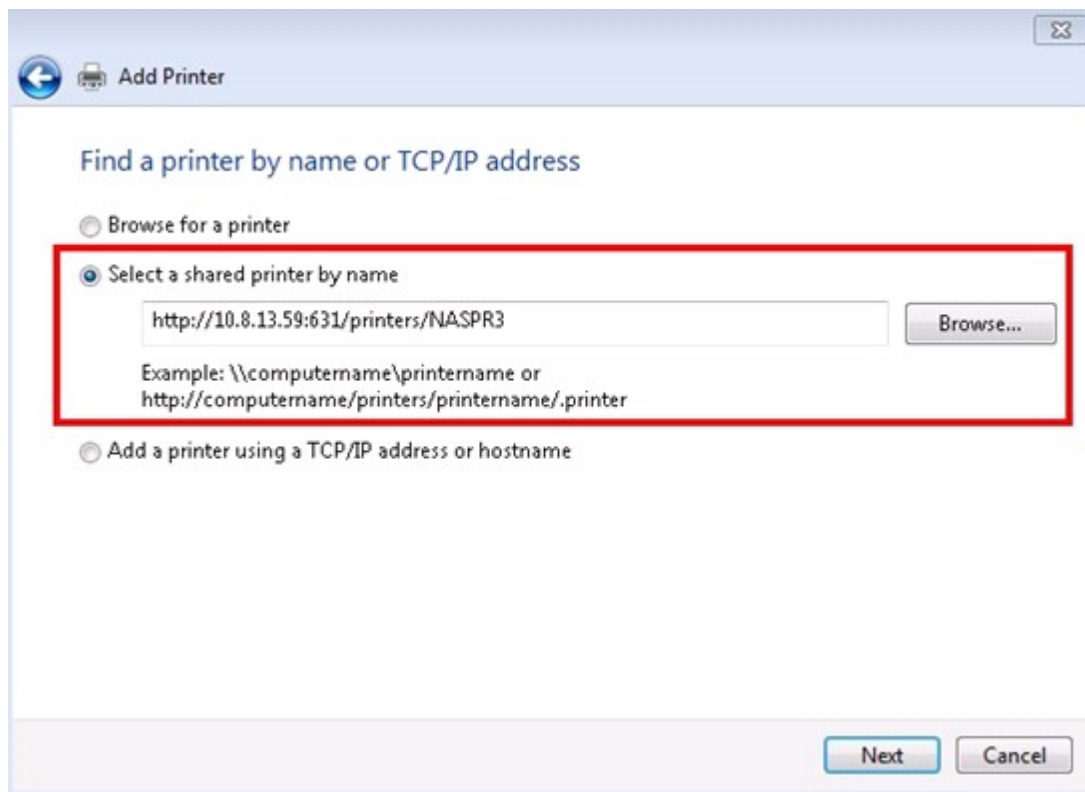 Add Printer
Find a printer by name or TCP/IP address
Browse for a printer
Select a shared printer by name
http://10.8.13.59:631/printers/NASPR3
Browse...
Example: \\computername\printername or
http://computername/printers/printername/.printer
Add a printer using a TCP/IP address or hostname
Next
Cancel